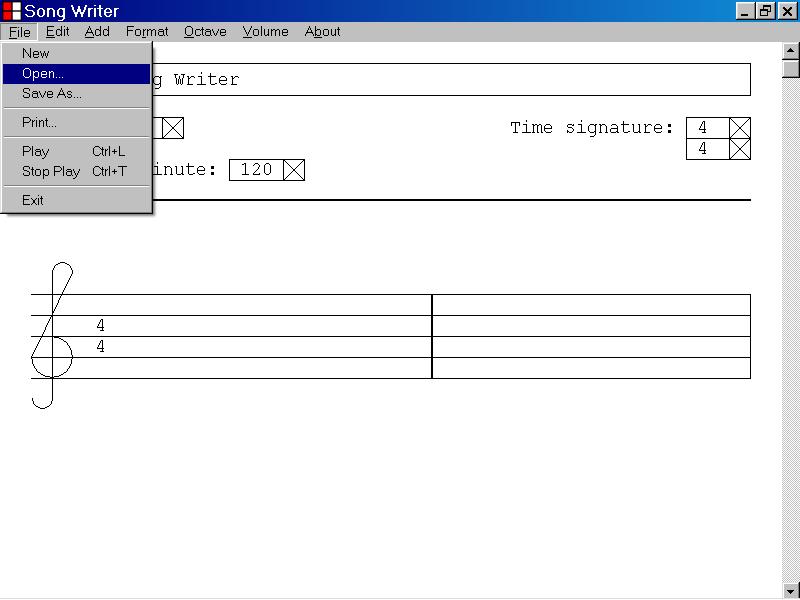 Song Writer
File Edit Add Format Octave Volume About
New
Open...
Save As...
Print...
Play Ctrl+L
Stop Play Ctrl+T
Exit
g Writer
Time signature: 4
4
inute: 120
4
4